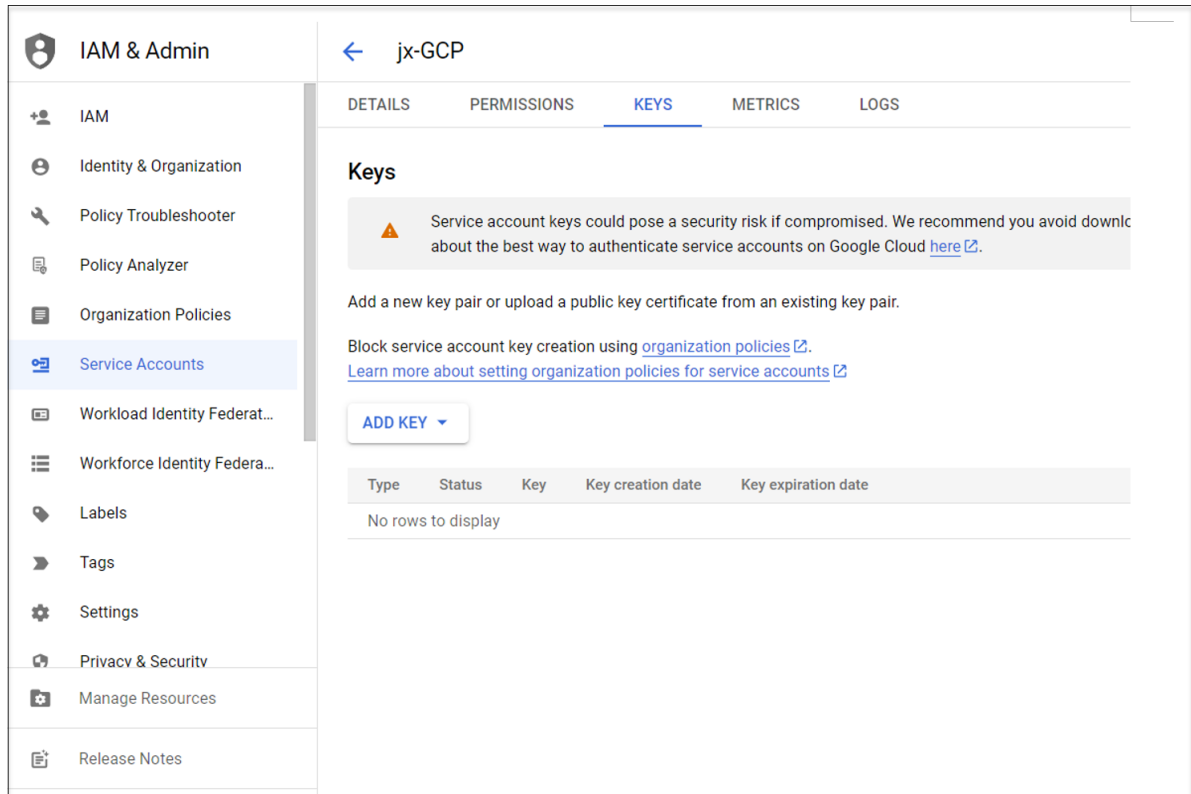 IAM & Admin
IAM
Identity & Organization
Policy Troubleshooter
Policy Analyzer
Organization Policies
Service Accounts
Workload Identity Federat...
Workforce Identity Federa...
Labels
Tags
Settings
Privacy & Security
Manage Resources
Release Notes
jx-GCP
DETAILS PERMISSIONS KEYS METRICS LOGS
Keys
Service account keys could pose a security risk if compromised. We recommend you avoid downlo
about the best way to authenticate service accounts on Google Cloud here.
Add a new key pair or upload a public key certificate from an existing key pair.
Block service account key creation using organization policies.
Learn more about setting organization policies for service accounts
ADD KEY
Type Status Key Key creation date Key expiration date
No rows to display